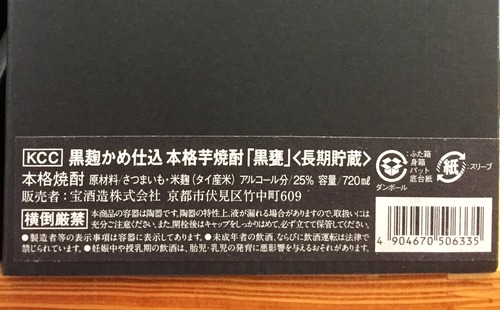 KCC 黒麹かめ仕込 本格芋焼酎「黒甕」<長期貯蔵>
本格焼酎 原材料/さつまいも・米麹(タイ産米) アルコール分/25% 容量/720mℓ
販売者:宝酒造株式会社 京都市伏見区竹中町609
横倒厳禁 ●本商品の容器は陶器です。陶器の特性上、液が漏れる場合がありますので、取扱いには
充分ご注意ください。また、開栓後はキャップをしっかりしめて、必ず立てて保管してください。
●製造者等の表示事項は容器に表示してあります。●未成年者の飲酒、ならびに飲酒運転は法律で
禁じられています。●妊娠中や授乳期の飲酒は、胎児・乳児の発育に悪影響を与えるおそれがあります。
ふた箱
身箱
パット
底台紙
ダンボール
紙
スリーブ
4 904670 506335